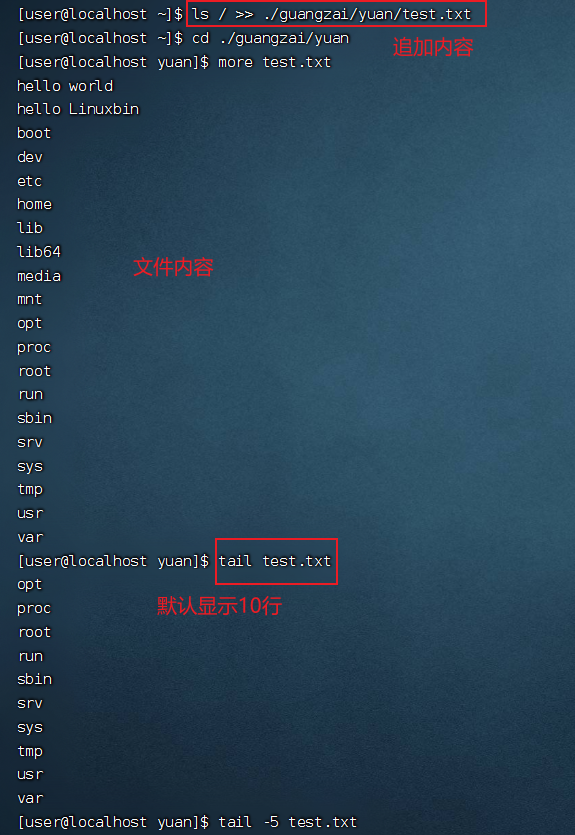 [user@localhost ~]$ ls / >> ./guangzai/yuan/test.txt
[user@localhost ~]$ cd ./guangzai/yuan
追加内容
[user@localhost yuan]$ more test.txt
hello world
hello Linuxbin
boot
dev
etc
home
lib
lib64
文件内容
media
mnt
opt
proc
root
run
sbin
srv
sys
tmp
usr
var
[user@localhost yuan]$ tail test.txt
opt
默认显示10行
proc
root
run
sbin
srv
sys
tmp
usr
var
[user@localhost yuan]$ tail -5 test.txt